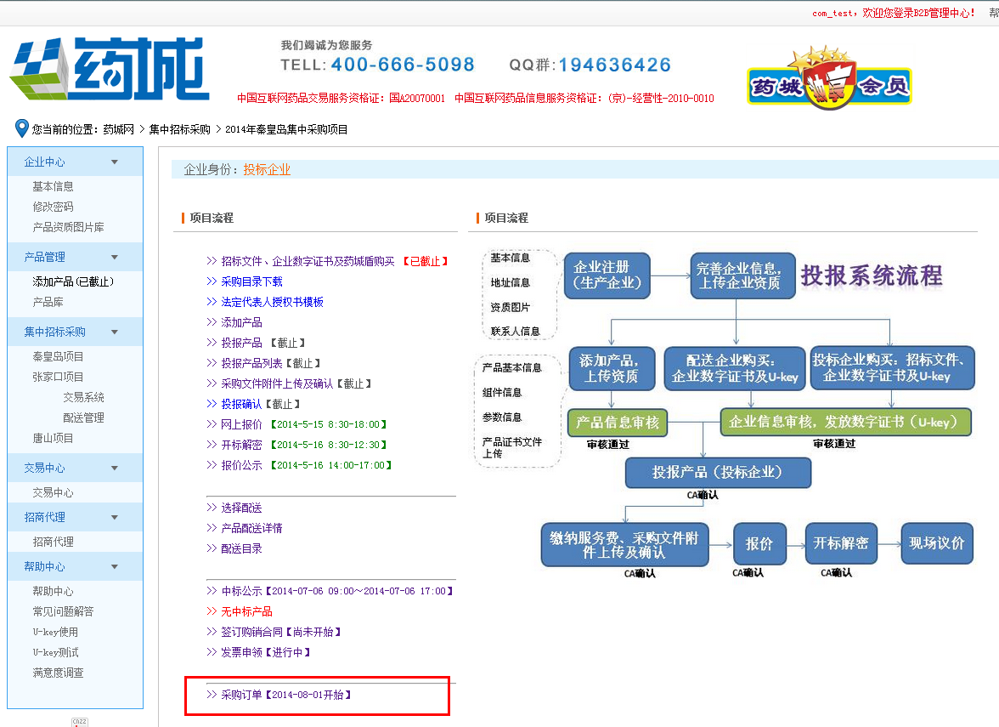 com_test，欢迎您登录B2B管理中心！
帮
药城
我们竭诚为您服务
TELL: 400-666-5098 QQ群:194636426
中国互联网药品交易服务资格证：国A20070001 中国互联网药品信息服务资格证：(京)-经营性-2010-0010
药城 会员
您当前的位置：药城网 > 集中招标采购 > 2014年秦皇岛集中采购项目
企业中心
基本信息
修改密码
产品资质图片库
产品管理
添加产品(已截止)
产品库
集中招标采购
秦皇岛项目
张家口项目
交易系统
配送管理
唐山项目
交易中心
交易中心
招商代理
招商代理
帮助中心
帮助中心
常见问题解答
U-key使用
U-key测试
满意度调查
cnzz
企业身份：投标企业
项目流程
>> 招标文件、企业数字证书及药城盾购买 【已截止】
>> 采购目录下载
>> 法定代表人授权书模板
>> 添加产品
>> 投报产品 【截止】
>> 投报产品列表【截止】
>> 采购文件附件上传及确认【截止】
>> 投报确认【截止】
>> 网上报价 【2014-5-15 8:30-18:00】
>> 开标解密 【2014-5-16 8:30-12:30】
>> 报价公示 【2014-5-16 14:00-17:00】
>> 选择配送
>> 产品配送详情
>> 配送目录
>> 中标公示【2014-07-06 09:00～2014-07-06 17:00】
>> 无中标产品
>> 签订购销合同【尚未开始】
>> 发票申领【进行中】
>> 采购订单【2014-08-01开始】
项目流程
投报系统流程
基本信息
地址信息
资质图片
联系人信息
企业注册
（生产企业）
完善企业信息，
上传企业资质
产品基本信息
组件信息
参数信息
产品证书文件
上传
添加产品，
上传资质
配送企业购买：
企业数字证书及U-key
投标企业购买：招标文件、
企业数字证书及U-key
产品信息审核
审核通过
企业信息审核，发放数字证书（U-key）
审核通过
投报产品（投标企业）
CA确认
缴纳服务费、采购文件附
件上传及确认
CA确认
报价
CA确认
开标解密
CA确认
现场议价